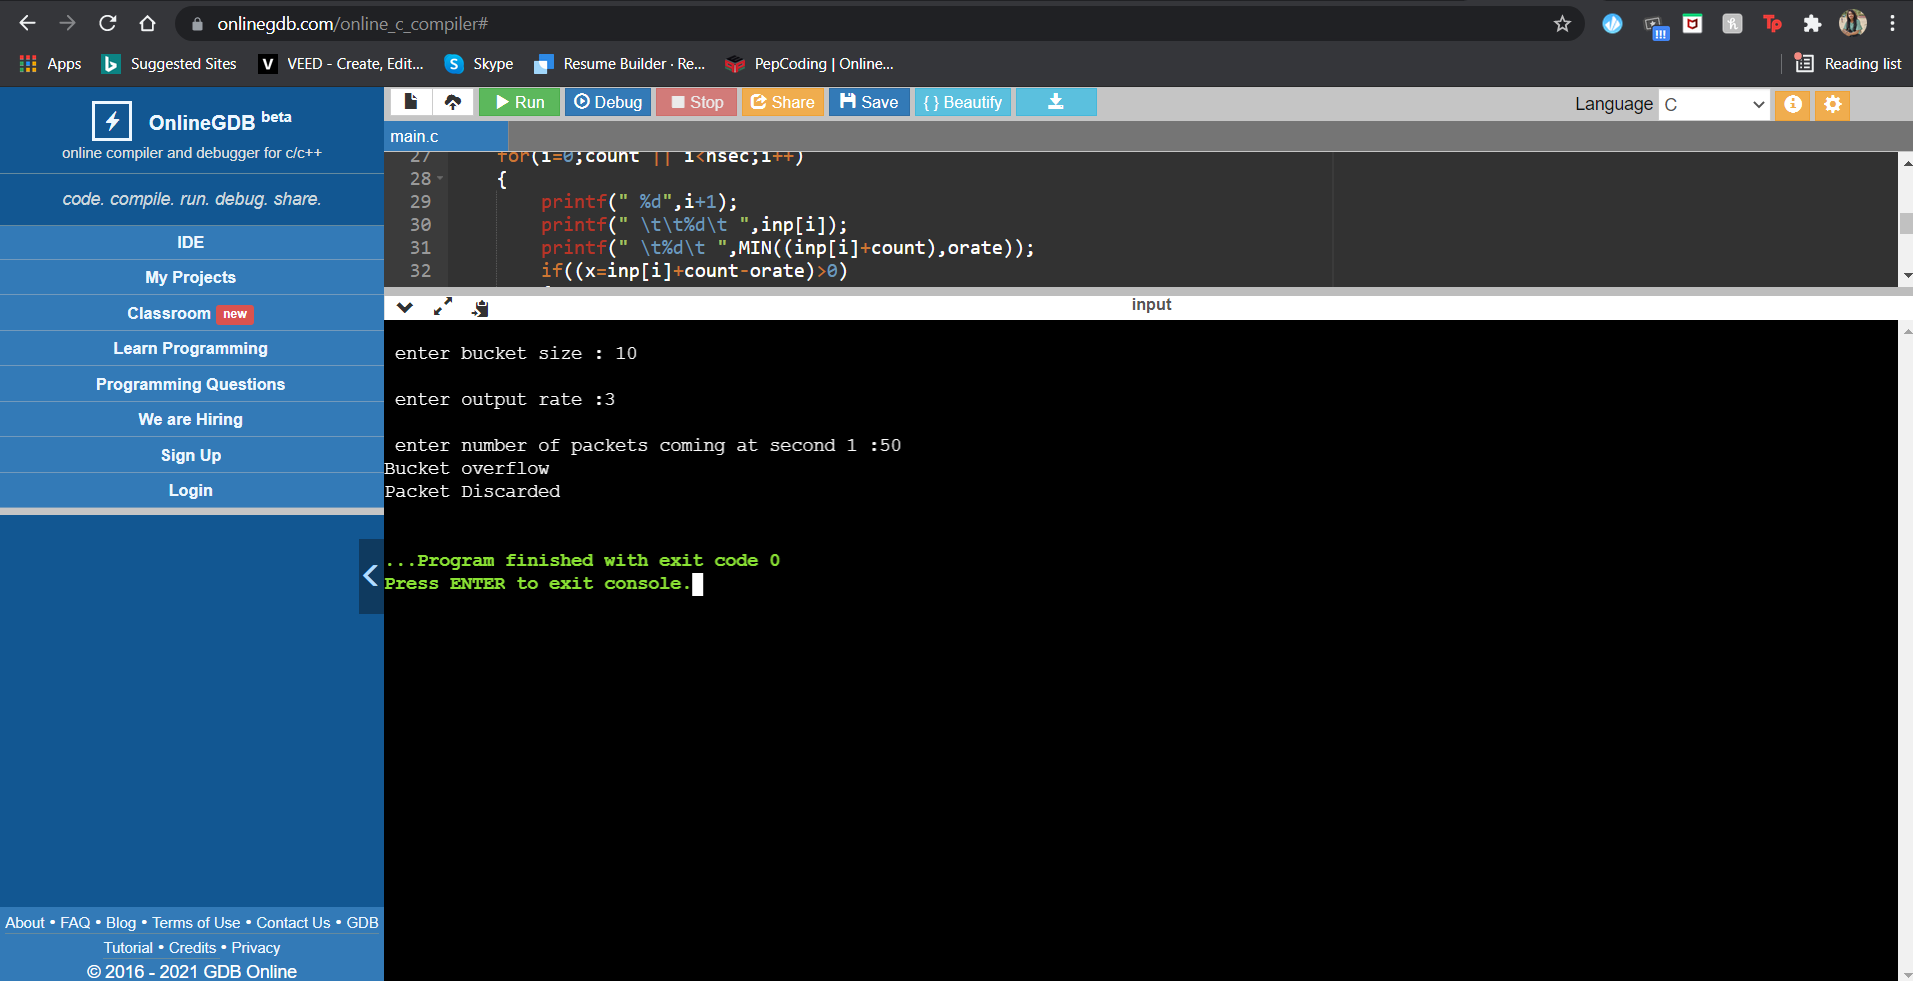 onlinegdb.com/online_c_compiler#
Apps Suggested Sites VEED - Create, Edit... Skype Resume Builder · Re... PepCoding | Online... Reading list
OnlineGDB beta
online compiler and debugger for c/c++
code. compile. run. debug. share.
IDE
My Projects
Classroom new
Learn Programming
Programming Questions
We are Hiring
Sign Up
Login
About • FAQ • Blog • Terms of Use • Contact Us • GDB
Tutorial • Credits • Privacy
© 2016 - 2021 GDB Online
Run Debug Stop Share Save { } Beautify Language C
main.c
27 for(i=0;count || i<nsec;i++)
28 {
29 printf(" %d",i+1);
30 printf(" \t\t%d\t ",inp[i]);
31 printf(" \t%d\t ",MIN((inp[i]+count),orate));
32 if((x=inp[i]+count-orate)>0)
input
enter bucket size : 10
enter output rate :3
enter number of packets coming at second 1 :50
Bucket overflow
Packet Discarded
...Program finished with exit code 0
Press ENTER to exit console.